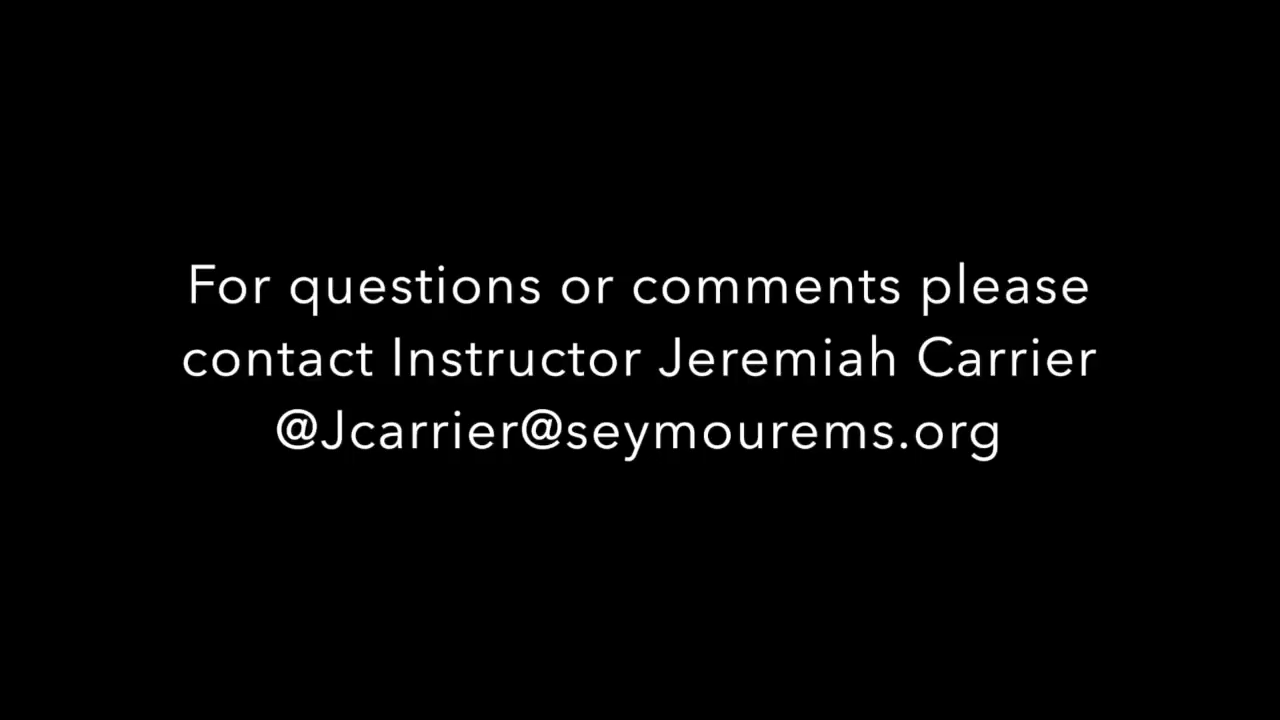 For questions or comments please
contact Instructor Jeremiah Carrier
@Jcarrier@seymourems.org